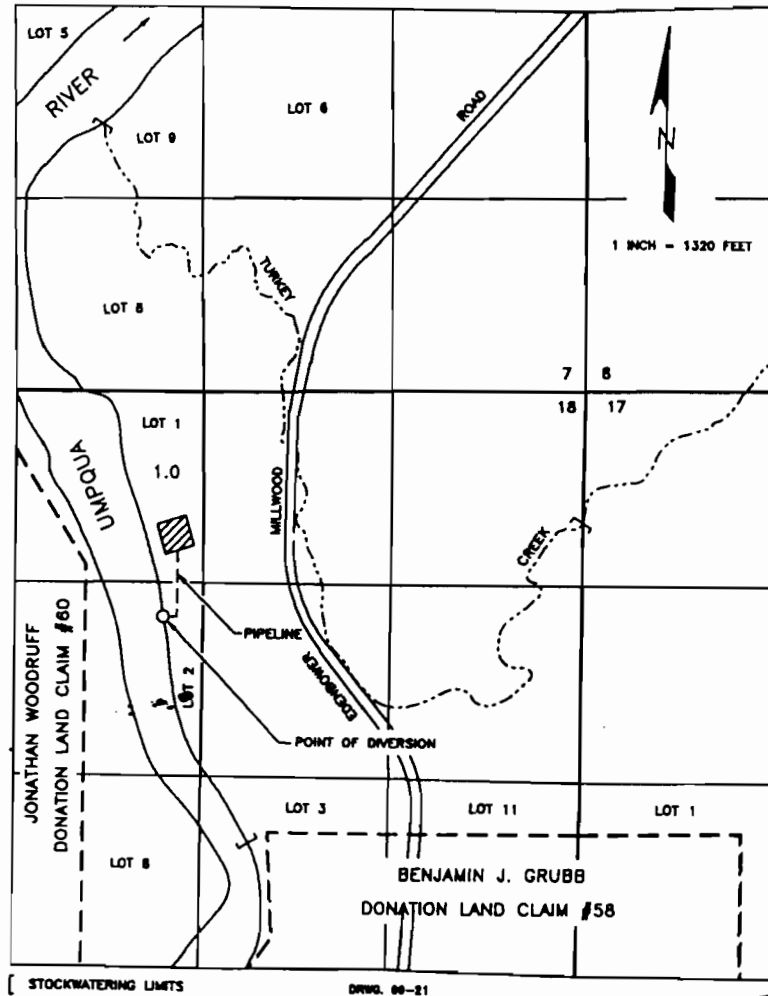 LOT 5
RIVER
LOT 9
LOT 6
ROAD
N
1 INCH = 1320 FEET
TURKEY
LOT 8
7 8
18 17
LOT 1
1.0
UMPQUA
MILLWOOD
CREEK
PIPELINE
EDENBOWER
LOT 2
POINT OF DIVERSION
JONATHAN WOODRUFF
DONATION LAND CLAIM #60
LOT 3
LOT 11
LOT 1
LOT 8
BENJAMIN J. GRUBB
DONATION LAND CLAIM #58
[ STOCKWATERING LIMITS
DRWG.